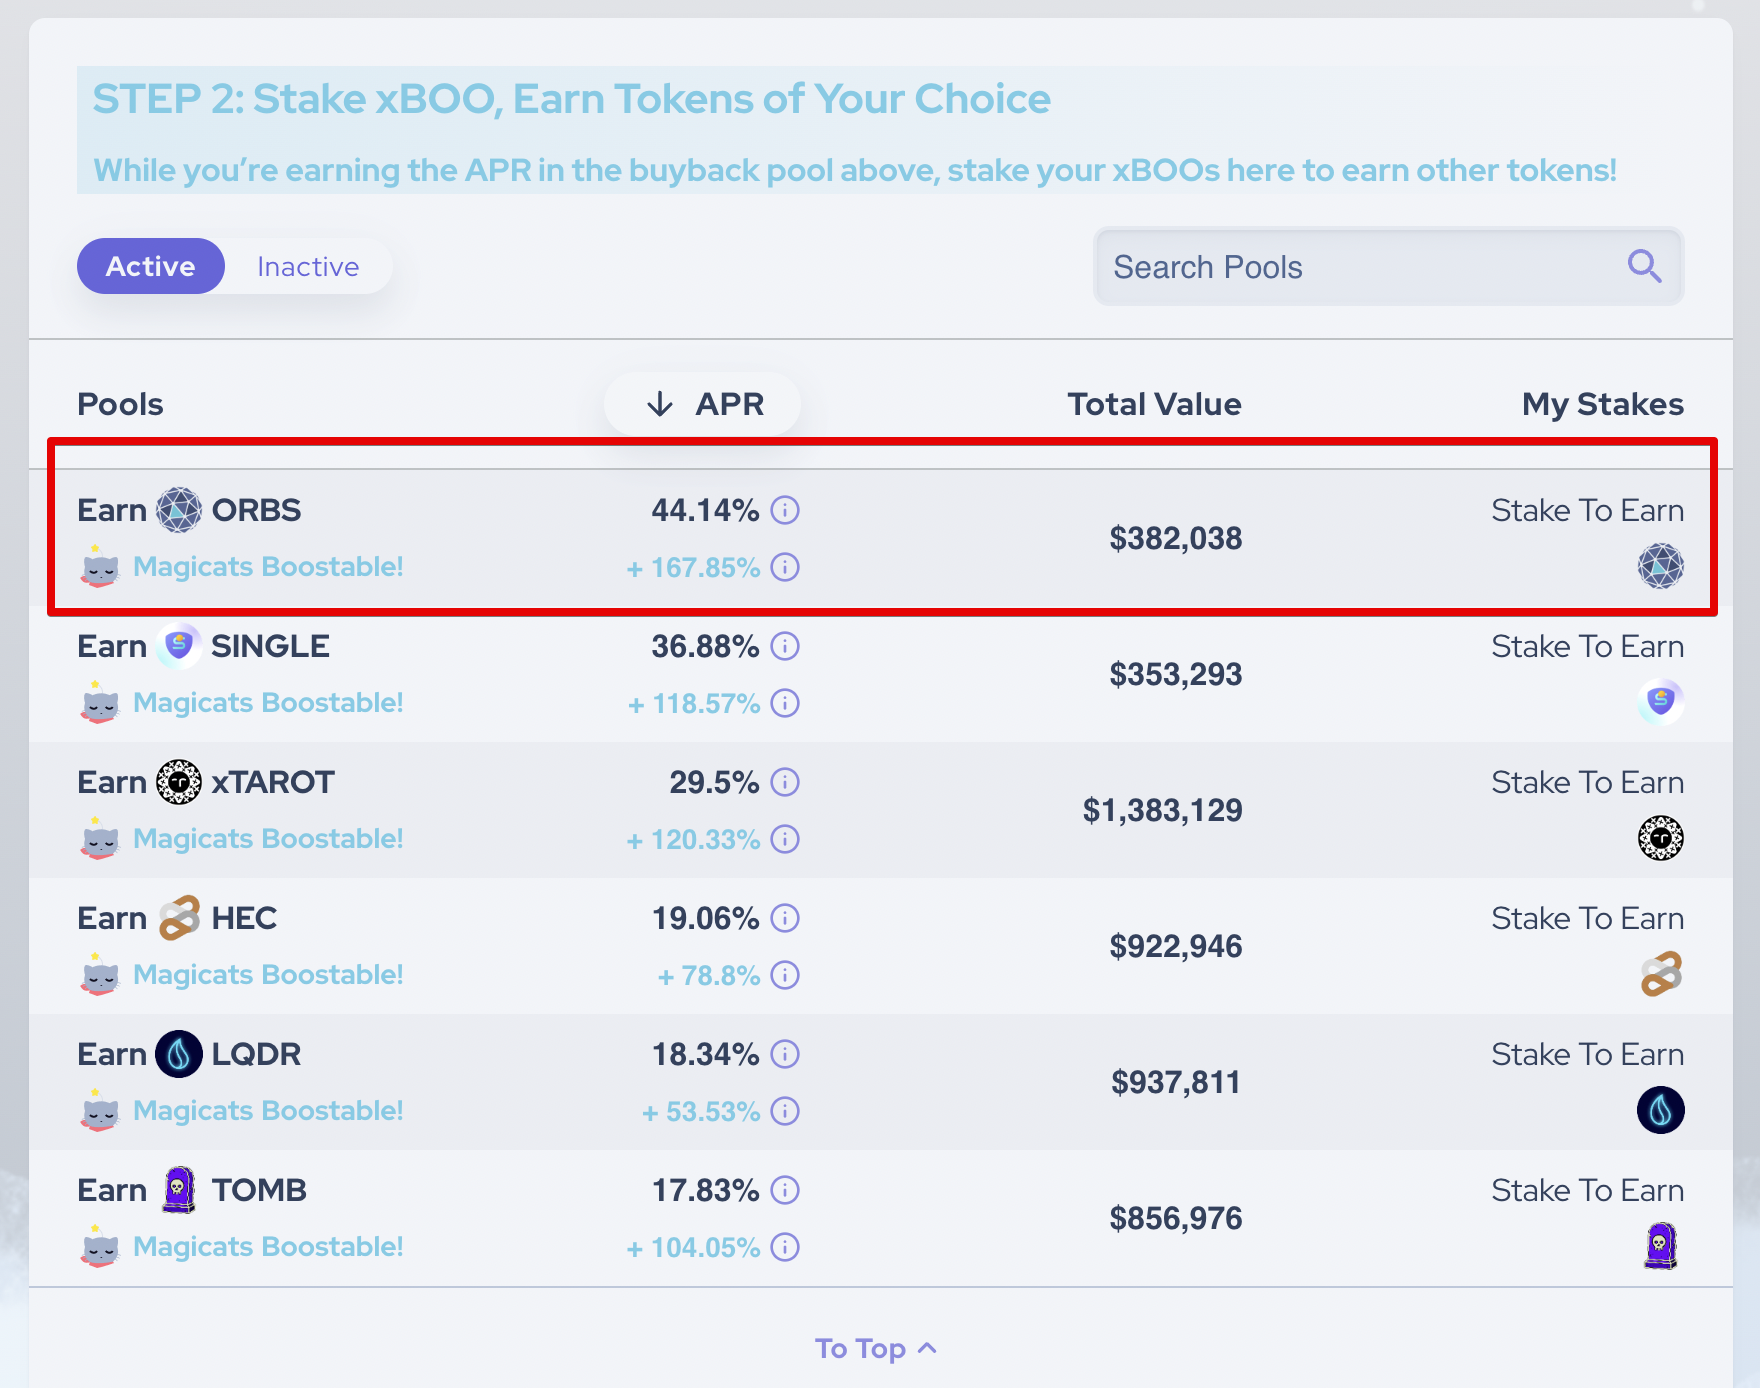 STEP 2: Stake xBOO, Earn Tokens of Your Choice
While you’re earning the APR in the buyback pool above, stake your xBOOs here to earn other tokens!
Active Inactive
Search Pools
Pools APR Total Value My Stakes
Earn ORBS 44.14% $382,038 Stake To Earn
Magicats Boostable! + 167.85%
Earn SINGLE 36.88% $353,293 Stake To Earn
Magicats Boostable! + 118.57%
Earn xTAROT 29.5% $1,383,129 Stake To Earn
Magicats Boostable! + 120.33%
Earn HEC 19.06% $922,946 Stake To Earn
Magicats Boostable! + 78.8%
Earn LQDR 18.34% $937,811 Stake To Earn
Magicats Boostable! + 53.53%
Earn TOMB 17.83% $856,976 Stake To Earn
Magicats Boostable! + 104.05%
To Top